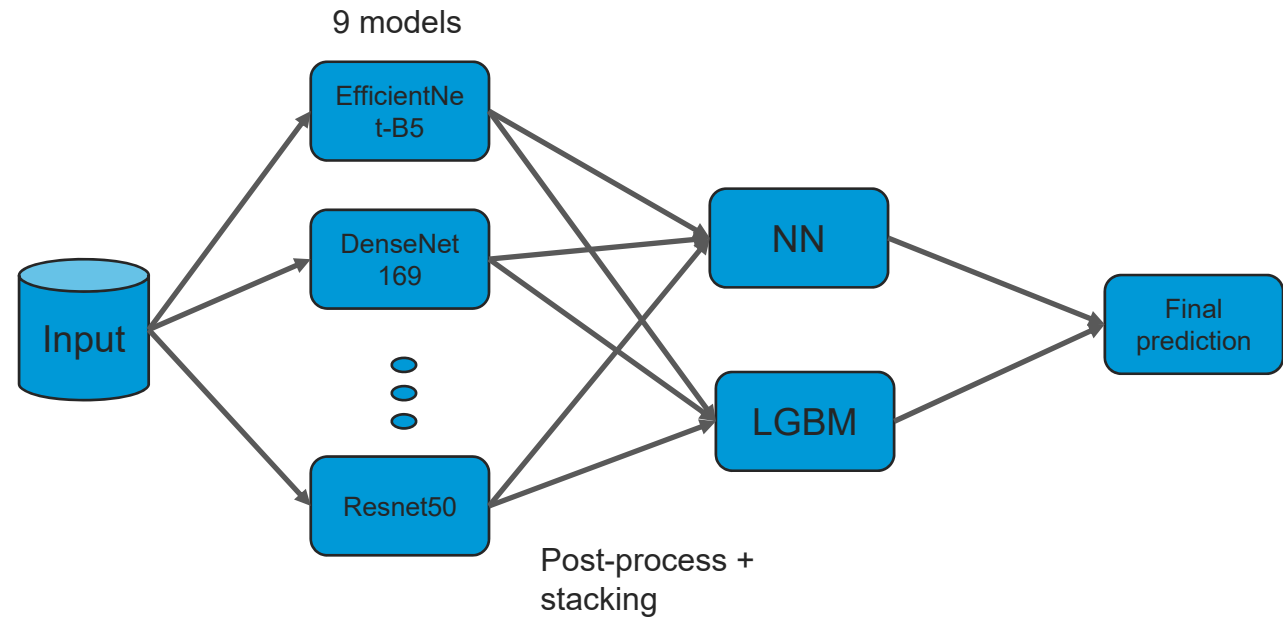 9 models
EfficientNe
t-B5
DenseNet
169
Input
Resnet50
NN
LGBM
Post-process +
stacking
Final
prediction